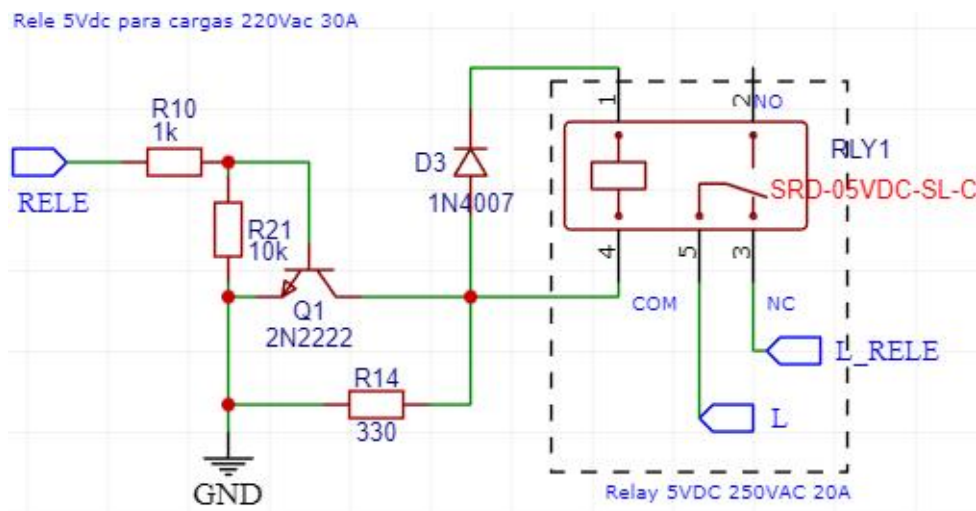 Rele 5Vdc para cargas 220Vac 30A
R10
1k
RELE
R21
10k
Q1
2N2222
R14
330
GND
D3
1N4007
1
2
NO
RLY1
SRD-05VDC-SL-C
4
5
3
COM
NC
L_RELE
L
Relay 5VDC 250VAC 20A